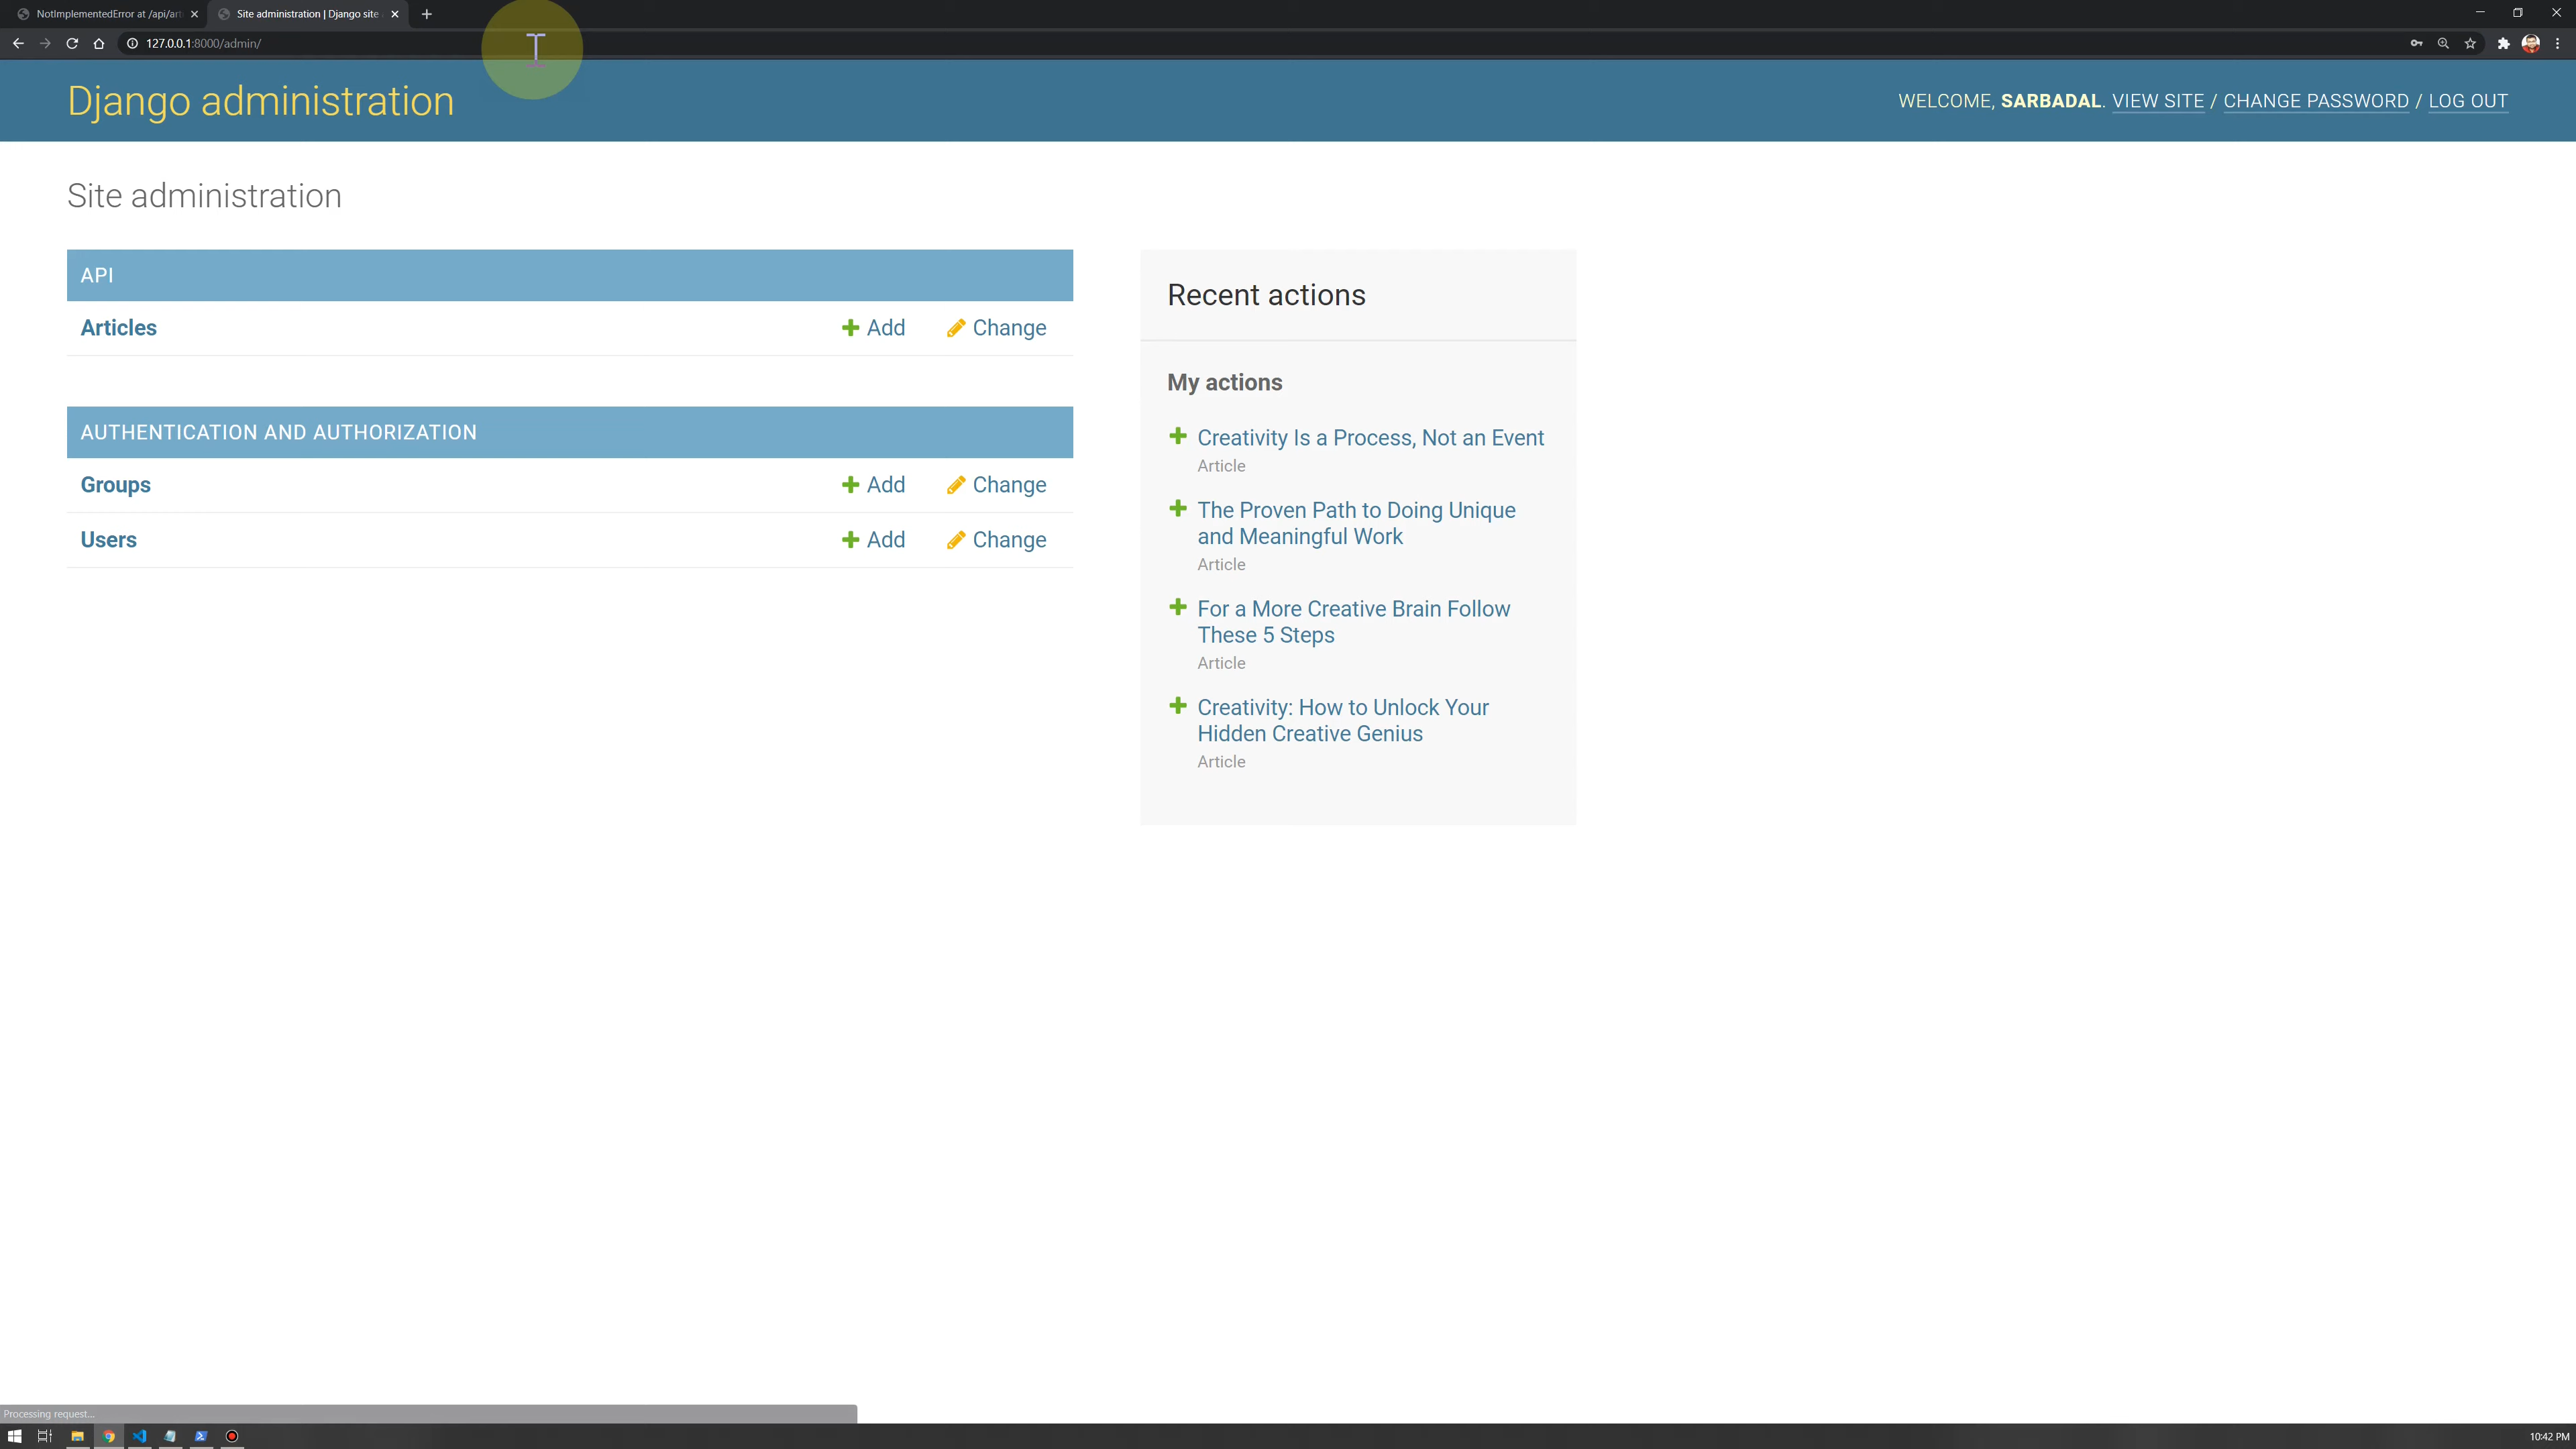 NotImplementedError at /api/art
Site administration | Django site
127.0.0.1:8000/admin/
Django administration
WELCOME, SARBADAL. VIEW SITE / CHANGE PASSWORD / LOG OUT
Site administration
API
Articles Add Change
AUTHENTICATION AND AUTHORIZATION
Groups Add Change
Users Add Change
Recent actions
My actions
Creativity Is a Process, Not an Event
Article
The Proven Path to Doing Unique
and Meaningful Work
Article
For a More Creative Brain Follow
These 5 Steps
Article
Creativity: How to Unlock Your
Hidden Creative Genius
Article
Processing request...
10:42 PM